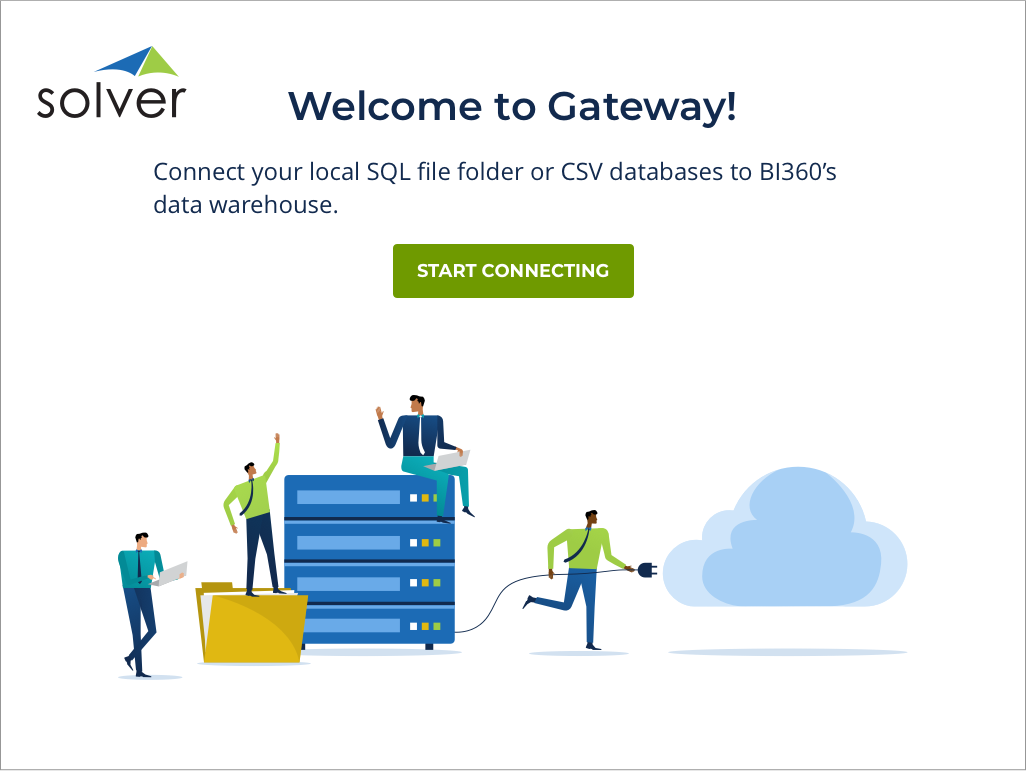 solver
Welcome to Gateway!
Connect your local SQL file folder or CSV databases to BI360’s
data warehouse.
START CONNECTING